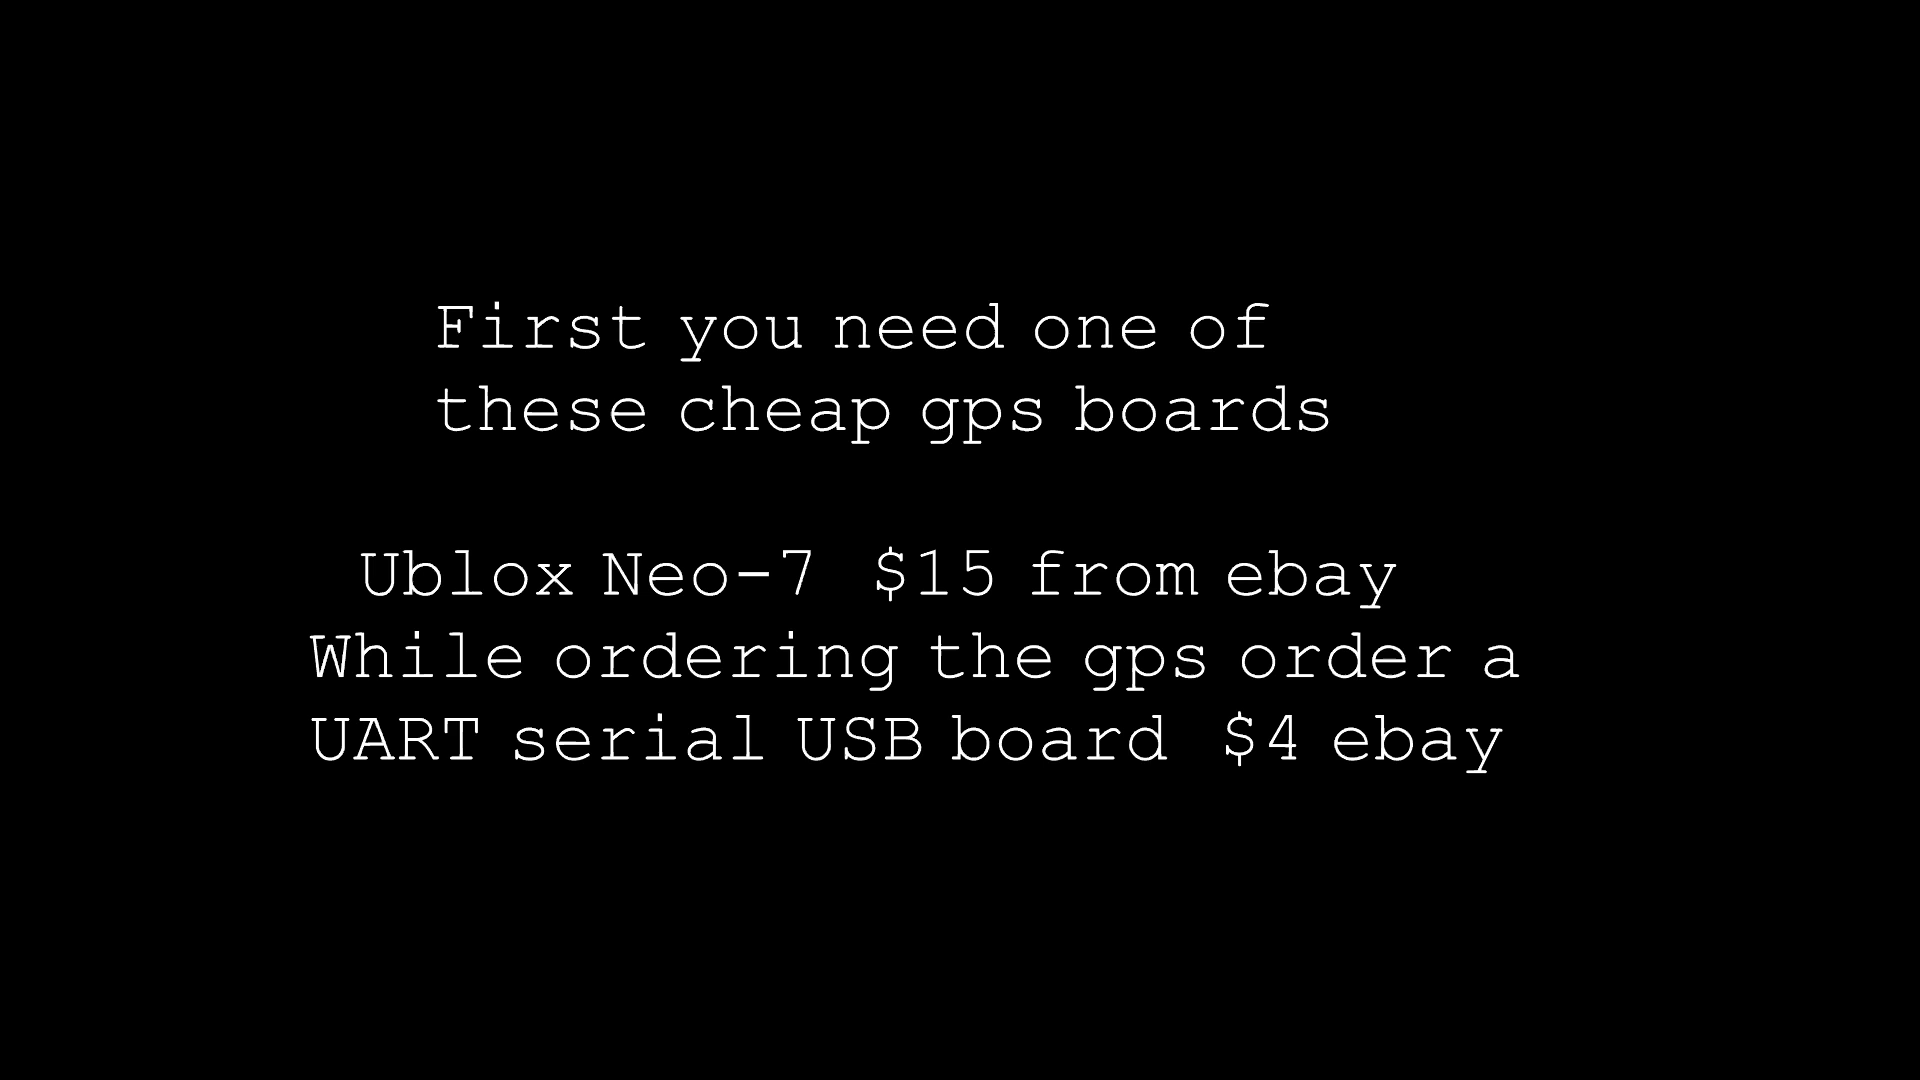 First you need one of
these cheap gps boards
Ublox Neo-7 $15 from ebay
While ordering the gps order a
UART serial USB board $4 ebay